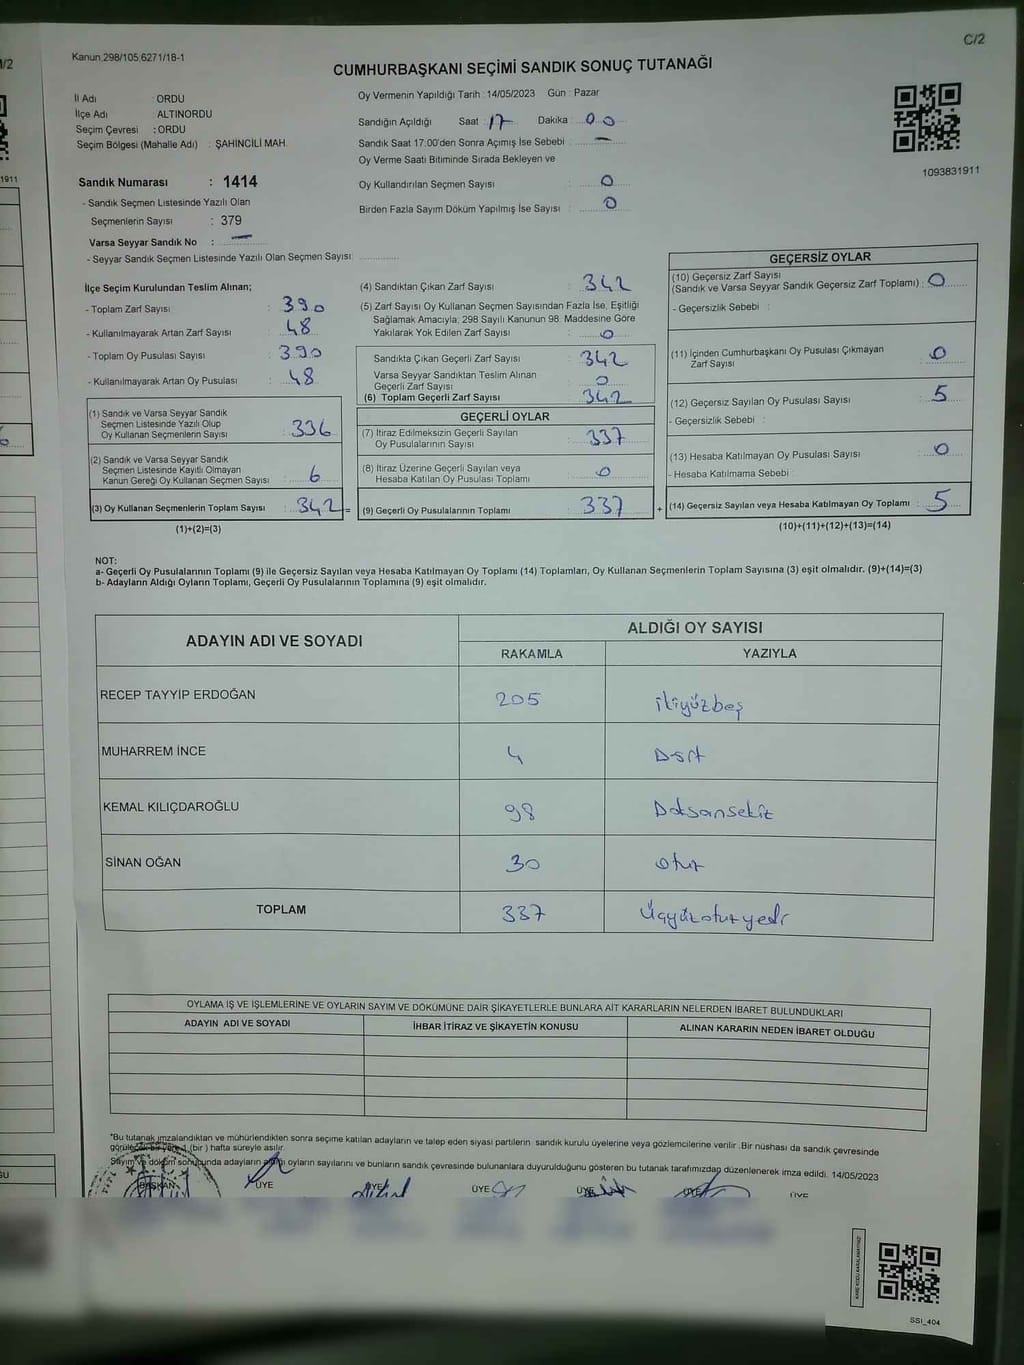 C/2
Kanun.298/105,6271/18-1
CUMHURBAŞKANI SEÇİMİ SANDIK SONUÇ TUTANAĞI
İl Adı : ORDU
İlçe Adı ALTINORDU
Seçim Çevresi : ORDU
Seçim Bölgesi (Mahalle Adı) : ŞAHİNCİLİ MAH.
Sandık Numarası : 1414
- Sandık Seçmen Listesinde Yazılı Olan
Seçmenlerin Sayısı : 379
Varsa Seyyar Sandık No : —
- Seyyar Sandık Seçmen Listesinde Yazılı Olan Seçmen Sayısı:
Oy Vermenin Yapıldığı Tarih : 14/05/2023 Gün : Pazar
Sandığın Açıldığı Saat : 17 Dakika : 00
Sandık Saat 17:00'den Sonra Açımış İse Sebebi : —
Oy Verme Saati Bitiminde Sırada Bekleyen ve
Oy Kullandırılan Seçmen Sayısı : 0
Birden Fazla Sayım Döküm Yapılmış İse Sayısı : 0
1093831911
İlçe Seçim Kurulundan Teslim Alınan;
- Toplam Zarf Sayısı : 390
- Kullanılmayarak Artan Zarf Sayısı : 48
- Toplam Oy Pusulası Sayısı : 390
- Kullanılmayarak Artan Oy Pusulası : 48
(1) Sandık ve Varsa Seyyar Sandık
Seçmen Listesinde Yazılı Olup
Oy Kullanan Seçmenlerin Sayısı : 336
(2) Sandık ve Varsa Seyyar Sandık
Seçmen Listesinde Kayıtlı Olmayan
Kanun Gereği Oy Kullanan Seçmen Sayısı : 6
(3) Oy Kullanan Seçmenlerin Toplam Sayısı : 342 =
(1)+(2)=(3)
(4) Sandıktan Çıkan Zarf Sayısı : 342
(5) Zarf Sayısı Oy Kullanan Seçmen Sayısından Fazla İse, Eşitliği
Sağlamak Amacıyla; 298 Sayılı Kanunun 98. Maddesine Göre
Yakılarak Yok Edilen Zarf Sayısı : 0
Sandıkta Çıkan Geçerli Zarf Sayısı : 342
Varsa Seyyar Sandıktan Teslim Alınan
Geçerli Zarf Sayısı : 0
(6) Toplam Geçerli Zarf Sayısı : 342
GEÇERLİ OYLAR
(7) İtiraz Edilmeksizin Geçerli Sayılan
Oy Pusulalarının Sayısı : 337
(8) İtiraz Üzerine Geçerli Sayılan veya
Hesaba Katılan Oy Pusulası Toplamı : 0
(9) Geçerli Oy Pusulalarının Toplamı : 337 +
GEÇERSİZ OYLAR
(10) Geçersiz Zarf Sayısı
(Sandık ve Varsa Seyyar Sandık Geçersiz Zarf Toplamı) : 0
- Geçersizlik Sebebi :
(11) İçinden Cumhurbaşkanı Oy Pusulası Çıkmayan
Zarf Sayısı : 0
(12) Geçersiz Sayılan Oy Pusulası Sayısı : 5
- Geçersizlik Sebebi :
(13) Hesaba Katılmayan Oy Pusulası Sayısı : 0
- Hesaba Katılmama Sebebi :
(14) Geçersiz Sayılan veya Hesaba Katılmayan Oy Toplamı : 5
(10)+(11)+(12)+(13)=(14)
NOT:
a- Geçerli Oy Pusulalarının Toplamı (9) ile Geçersiz Sayılan veya Hesaba Katılmayan Oy Toplamı (14) Toplamları, Oy Kullanan Seçmenlerin Toplam Sayısına (3) eşit olmalıdır. (9)+(14)=(3)
b- Adayların Aldığı Oyların Toplamı, Geçerli Oy Pusulalarının Toplamına (9) eşit olmalıdır.
ADAYIN ADI VE SOYADI ALDIĞI OY SAYISI
RAKAMLA YAZIYLA
RECEP TAYYİP ERDOĞAN 205 ikiyüzbeş
MUHARREM İNCE 4 Dört
KEMAL KILIÇDAROĞLU 98 Doksansekiz
SİNAN OĞAN 30 otuz
TOPLAM 337 Üçyüzotuzyedi
OYLAMA İŞ VE İŞLEMLERİNE VE OYLARIN SAYIM VE DÖKÜMÜNE DAİR ŞİKAYETLERLE BUNLARA AİT KARARLARIN NELERDEN İBARET BULUNDUKLARI
ADAYIN ADI VE SOYADI İHBAR İTİRAZ VE ŞİKAYETİN KONUSU ALINAN KARARIN NEDEN İBARET OLDUĞU
*Bu tutanak imzalandıktan ve mühürlendikten sonra seçime katılan adayların ve talep eden siyasi partilerin sandık kurulu üyelerine veya gözlemcilerine verilir. Bir nüshası da sandık çevresinde
görülecek bir yere 1 (bir) hafta süreyle asılır.
Sayım ve döküm sonucunda adayların aldığı oyların sayılarını ve bunların sandık çevresinde bulunanlara duyurulduğunu gösteren bu tutanak tarafımızdan düzenlenerek imza edildi. 14/05/2023
BAŞKAN ÜYE ÜYE ÜYE ÜYE ÜYE ÜYE
SSI_404